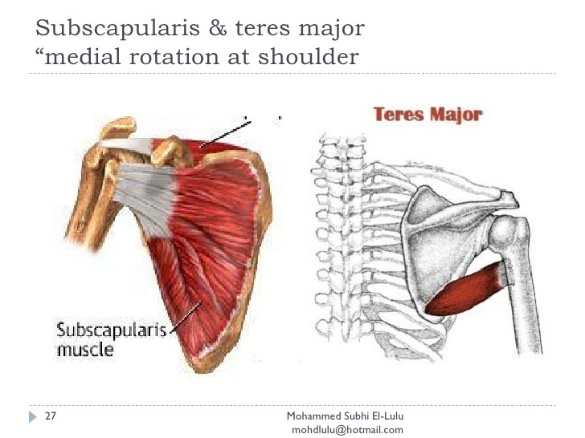 Subscapularis & teres major
“medial rotation at shoulder
Teres Major
Subscapularis
muscle
27
Mohammed Subhi El-Lulu
mohdlulu@hotmail.com